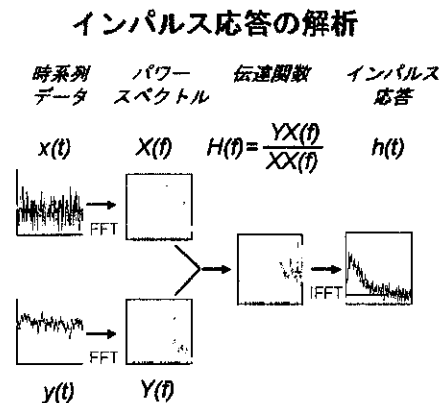 インパルス応答の解析
時系列 パワー 伝達関数 インパルス
データ スペクトル 応答
x(t) X(f) H(f)= YX(f) h(t)
XX(f)
FFT
IFFT
FFT
y(t) Y(f)